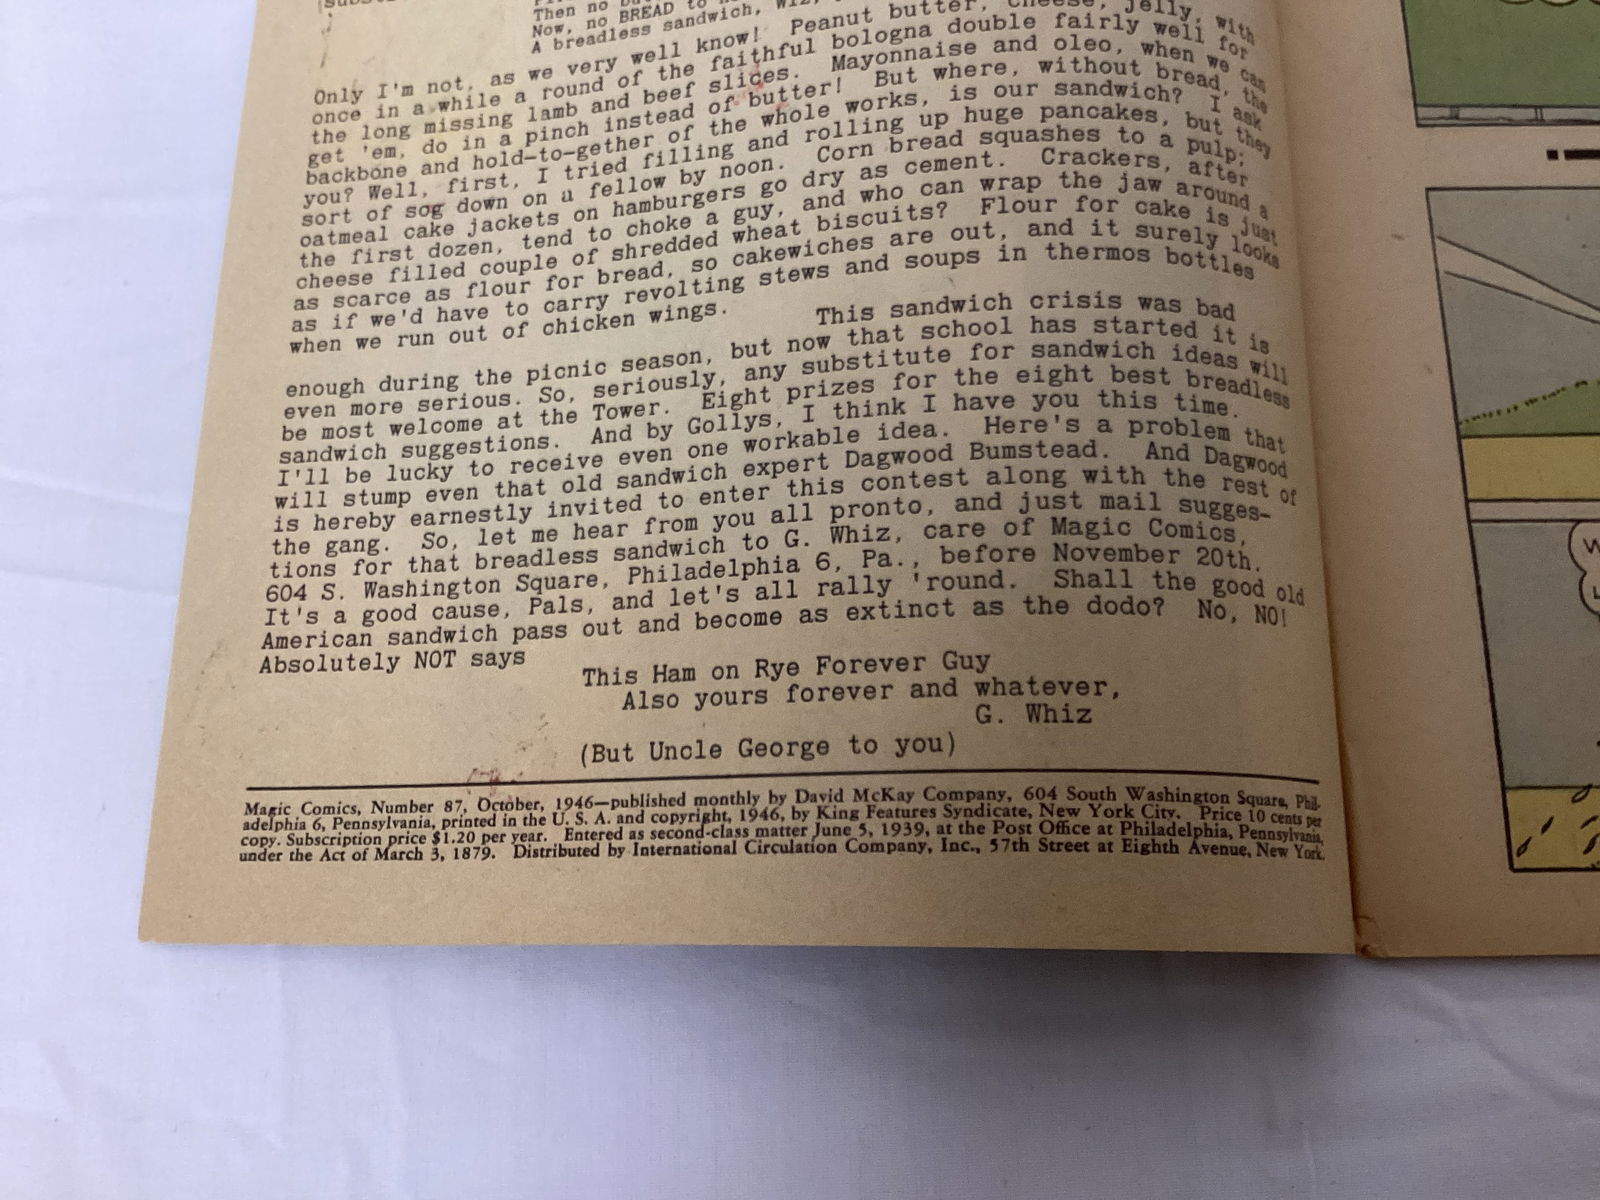 Then no
Now, no BREAD to
A breadless sandwich,
Only I'm not, as we very well know! Peanut butter, cheese, jelly, with
once in a while a round of the faithful bologna double fairly well for
the long missing lamb and beef slices. Mayonnaise and oleo, when we can
get 'em, do in a pinch instead of butter! But where, without bread, the
backbone and hold-to-gether of the whole works, is our sandwich? I ask
you? Well, first, I tried filling and rolling up huge pancakes, but they
sort of sog down on a fellow by noon. Corn bread squashes to a pulp;
oatmeal cake jackets on hamburgers go dry as cement. Crackers, after
the first dozen, tend to choke a guy, and who can wrap the jaw around a
cheese filled couple of shredded wheat biscuits? Flour for cake is just
as scarce as flour for bread, so cakewiches are out, and it surely looks
as if we'd have to carry revolting stews and soups in thermos bottles
when we run out of chicken wings.
This sandwich crisis was bad
enough during the picnic season, but now that school has started it is
even more serious. So, seriously, any substitute for sandwich ideas will
be most welcome at the Tower. Eight prizes for the eight best breadless
sandwich suggestions. And by Gollys, I think I have you this time.
I'll be lucky to receive even one workable idea. Here's a problem that
will stump even that old sandwich expert Dagwood Bumstead. And Dagwood
is hereby earnestly invited to enter this contest along with the rest of
the gang. So, let me hear from you all pronto, and just mail sugges-
tions for that breadless sandwich to G. Whiz, care of Magic Comics,
604 S. Washington Square, Philadelphia 6, Pa., before November 20th.
It's a good cause, Pals, and let's all rally 'round. Shall the good old
American sandwich pass out and become as extinct as the dodo? No, NO!
Absolutely NOT says
This Ham on Rye Forever Guy
Also yours forever and whatever,
G. Whiz
(But Uncle George to you)
Magic Comics, Number 87, October, 1946—published monthly by David McKay Company, 604 South Washington Square, Phil-
adelphia 6, Pennsylvania, printed in the U. S. A. and copyright, 1946, by King Features Syndicate, New York City. Price 10 cents per
copy. Subscription price $1.20 per year. Entered as second-class matter June 5, 1939, at the Post Office at Philadelphia, Pennsylvania,
under the Act of March 3, 1879. Distributed by International Circulation Company, Inc., 57th Street at Eighth Avenue, New York.